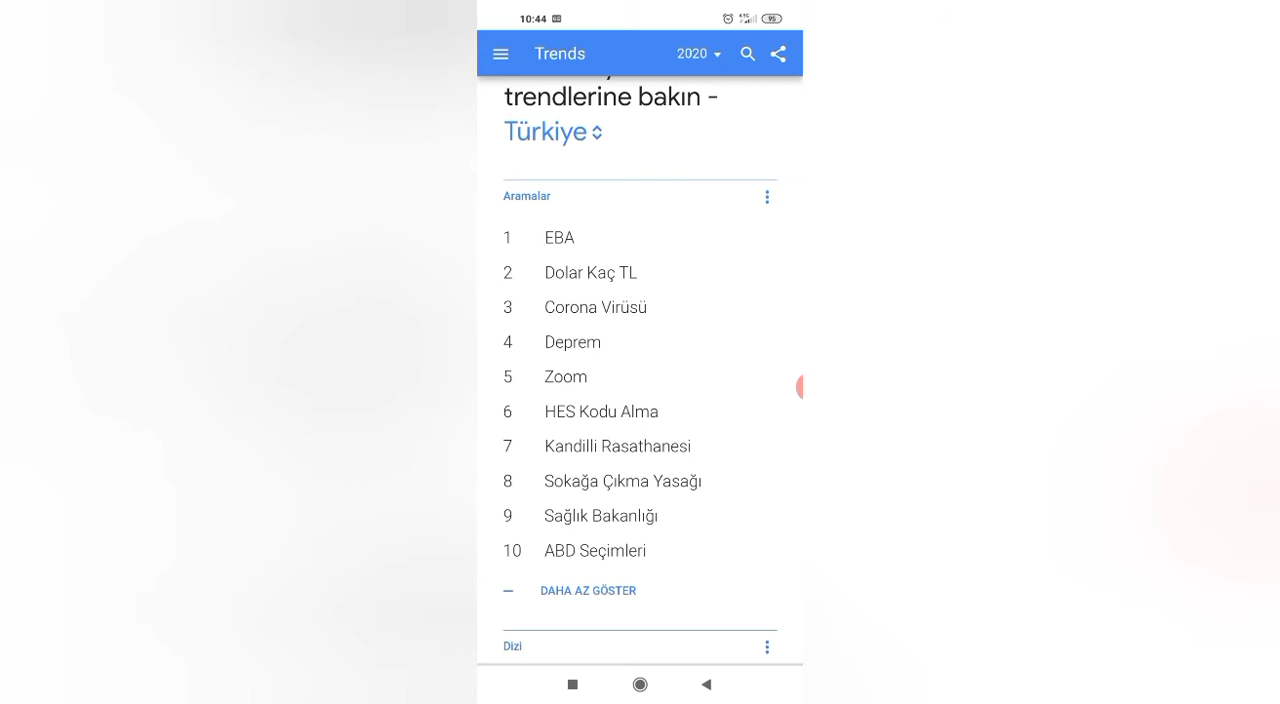 10:44
95
Trends
2020
trendlerine bakın -
Türkiye
Aramalar
1 EBA
2 Dolar Kaç TL
3 Corona Virüsü
4 Deprem
5 Zoom
6 HES Kodu Alma
7 Kandilli Rasathanesi
8 Sokağa Çıkma Yasağı
9 Sağlık Bakanlığı
10 ABD Seçimleri
DAHA AZ GÖSTER
Dizi